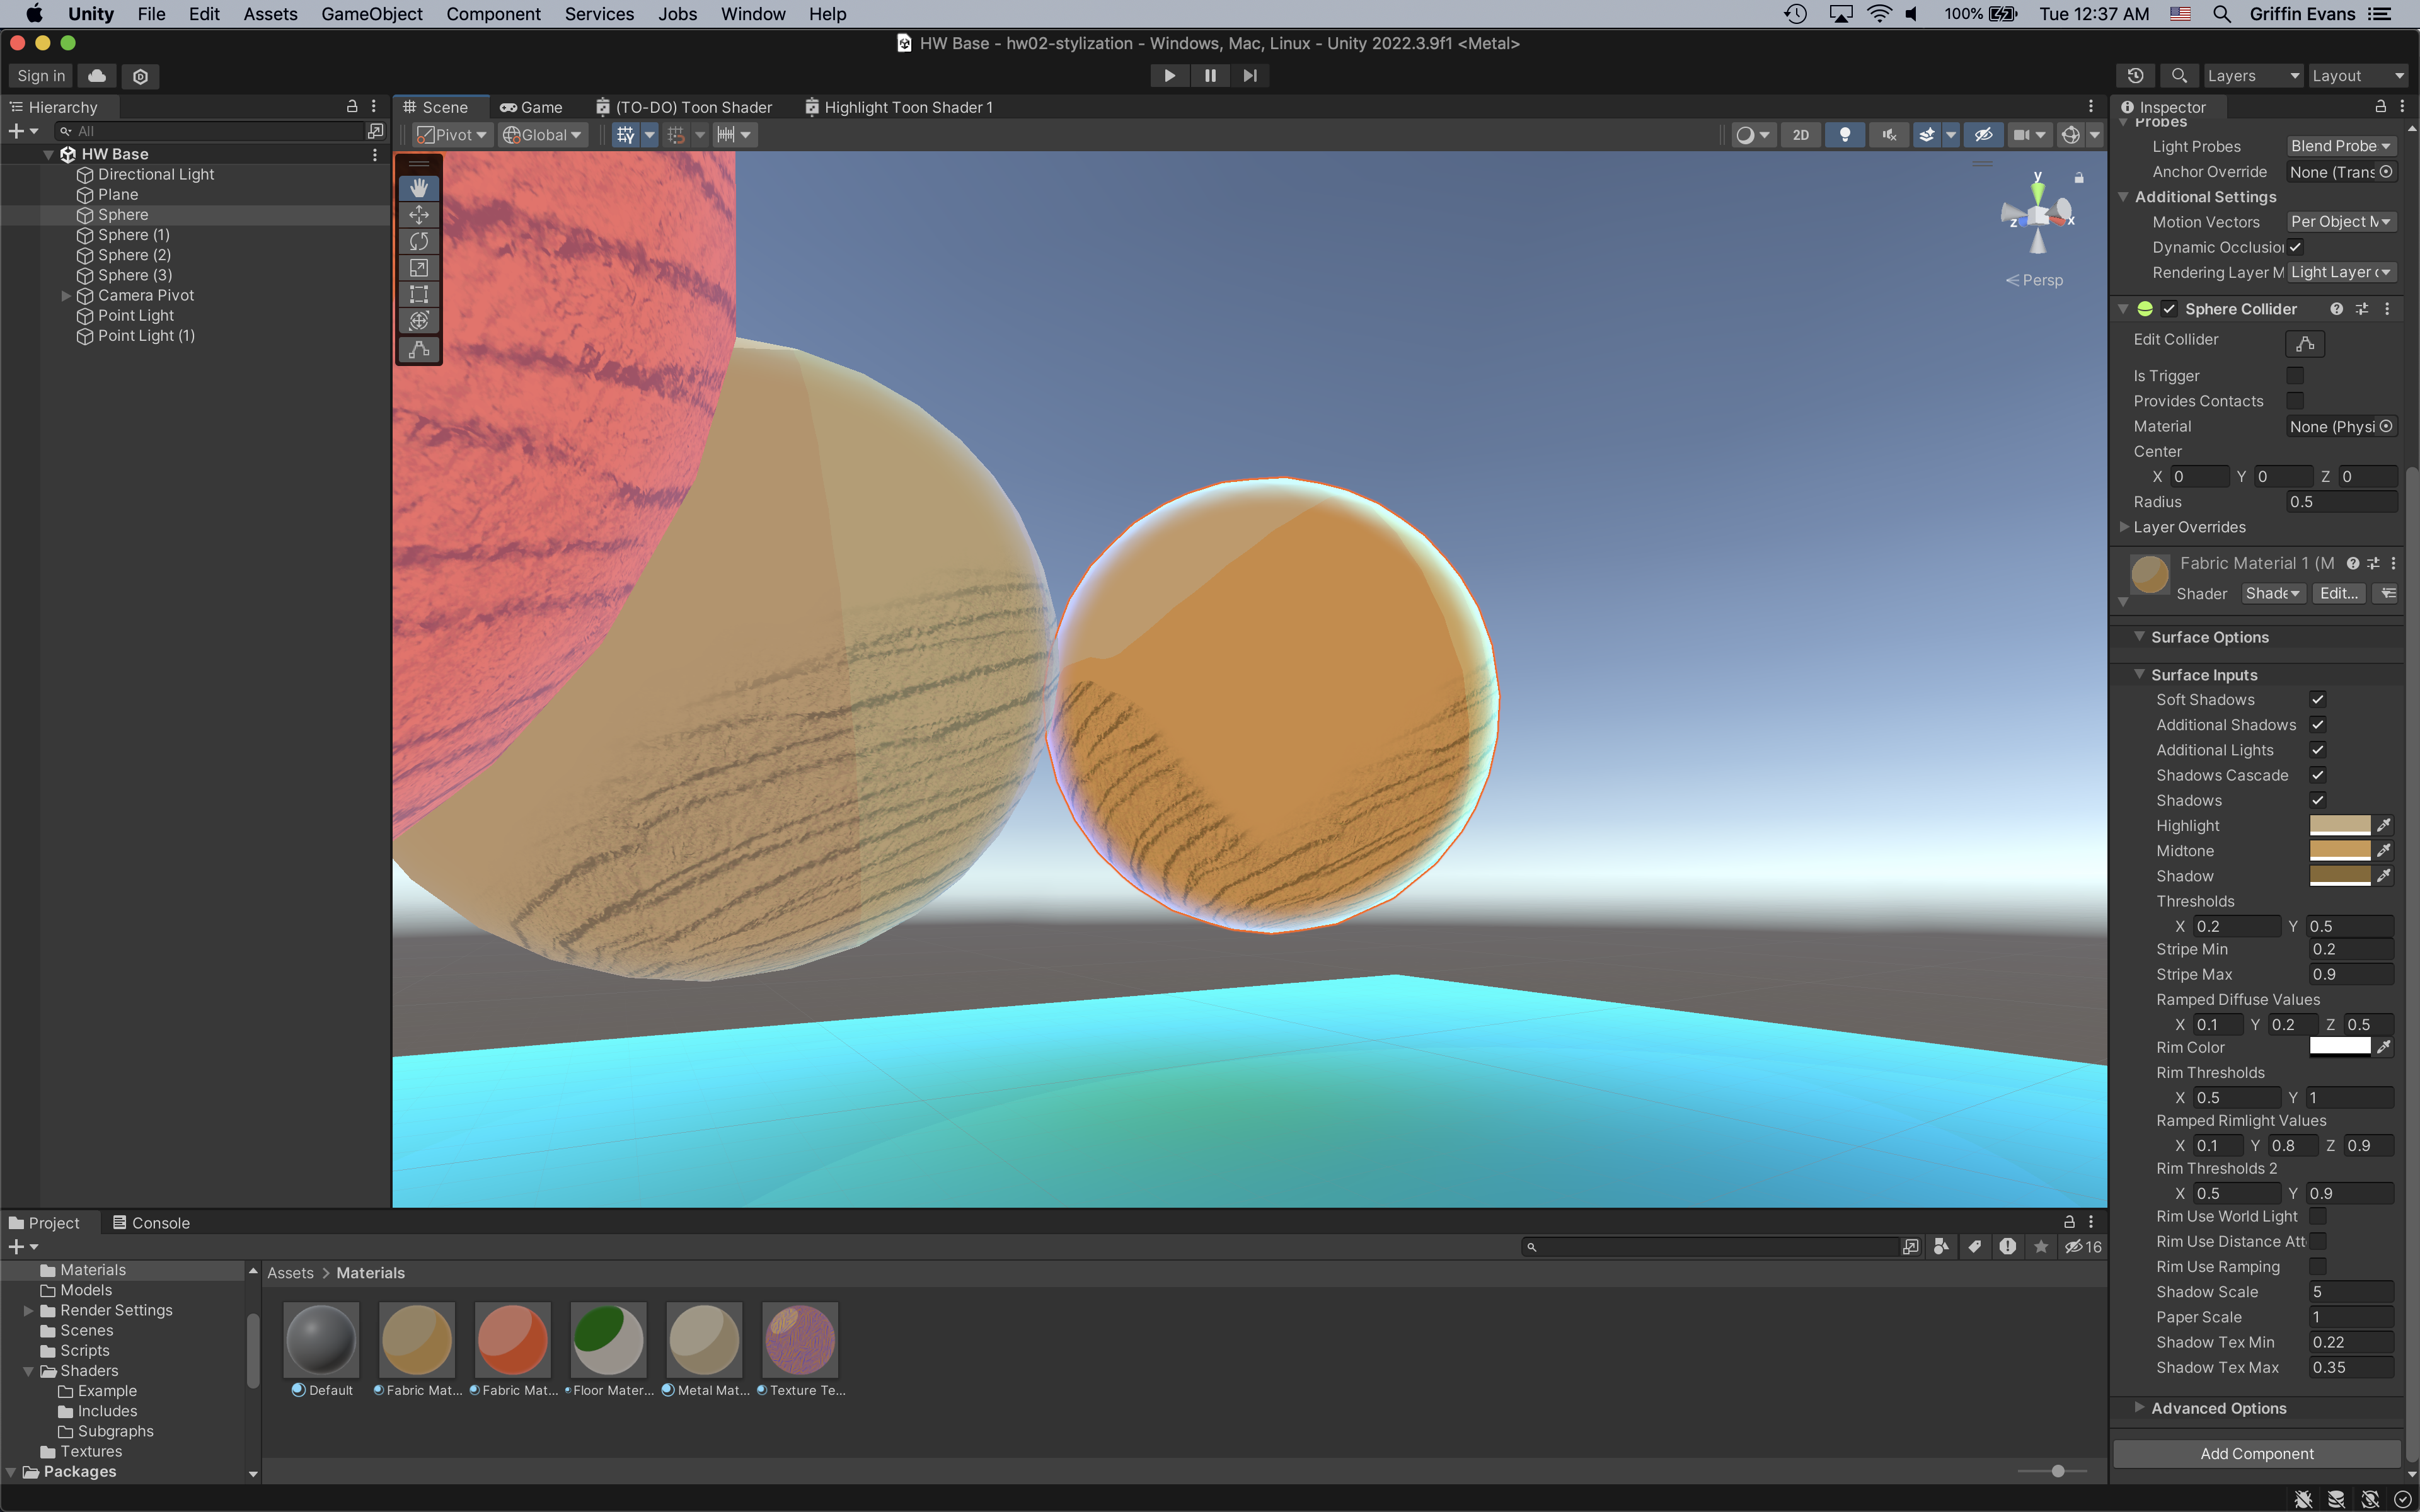 Unity File Edit Assets GameObject Component Services Jobs Window Help 100% Tue 12:37 AM Griffin Evans
HW Base - hw02-stylization - Windows, Mac, Linux - Unity 2022.3.9f1 <Metal>
Sign in Layers Layout
Hierarchy
All
HW Base
Directional Light
Plane
Sphere
Sphere (1)
Sphere (2)
Sphere (3)
Camera Pivot
Point Light
Point Light (1)
Scene Game (TO-DO) Toon Shader Highlight Toon Shader 1
Pivot Global 2D
y
z x
Persp
Inspector
Probes
Light Probes Blend Probe
Anchor Override None (Trans
Additional Settings
Motion Vectors Per Object M
Dynamic Occlusion
Rendering Layer M Light Layer
Sphere Collider
Edit Collider
Is Trigger
Provides Contacts
Material None (Physi
Center
X 0 Y 0 Z 0
Radius 0.5
Layer Overrides
Fabric Material 1 (M
Shader Shade Edit...
Surface Options
Surface Inputs
Soft Shadows
Additional Shadows
Additional Lights
Shadows Cascade
Shadows
Highlight
Midtone
Shadow
Thresholds
X 0.2 Y 0.5
Stripe Min 0.2
Stripe Max 0.9
Ramped Diffuse Values
X 0.1 Y 0.2 Z 0.5
Rim Color
Rim Thresholds
X 0.5 Y 1
Ramped Rimlight Values
X 0.1 Y 0.8 Z 0.9
Rim Thresholds 2
X 0.5 Y 0.9
Rim Use World Light
Rim Use Distance Att
Rim Use Ramping
Shadow Scale 5
Paper Scale 1
Shadow Tex Min 0.22
Shadow Tex Max 0.35
Advanced Options
Add Component
Project Console
16
Materials
Models
Render Settings
Scenes
Scripts
Shaders
Example
Includes
Subgraphs
Textures
Packages
Assets > Materials
Default Fabric Mat... Fabric Mat... Floor Mater... Metal Mat... Texture Te...